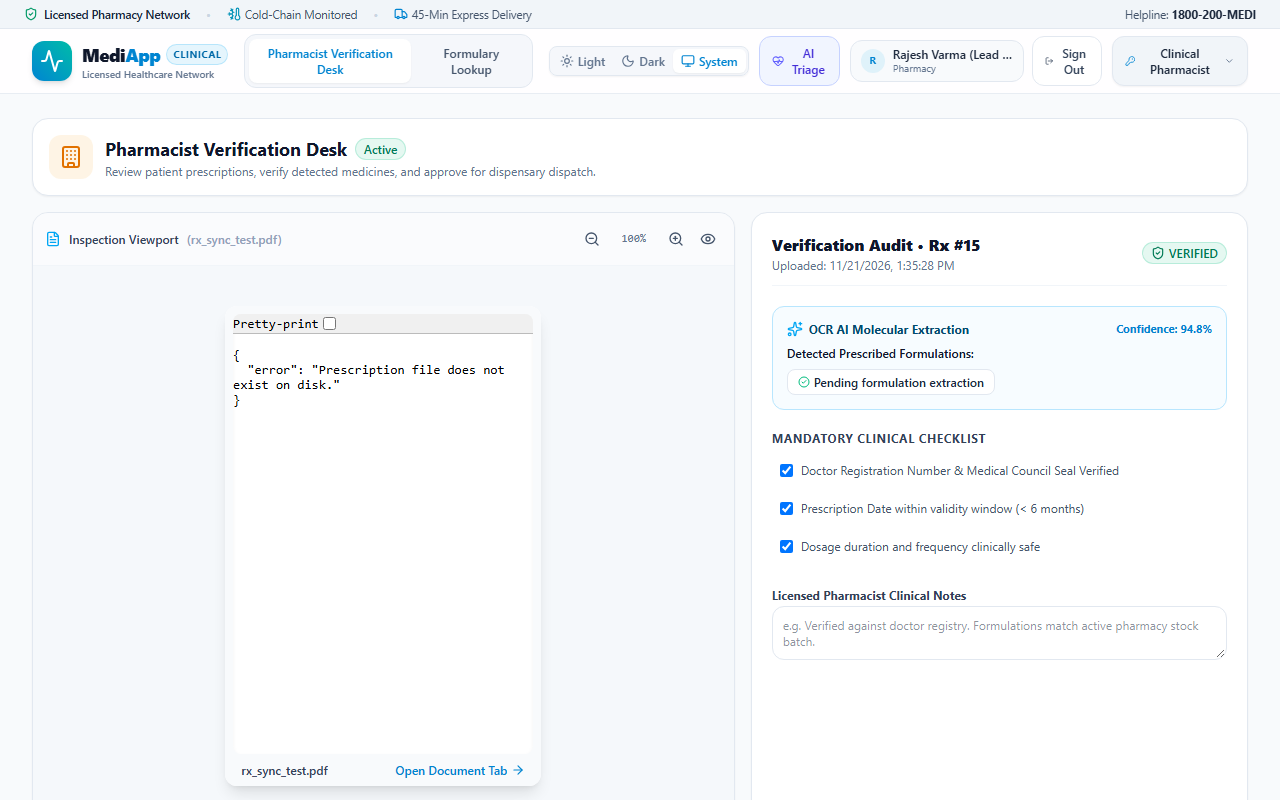 Licensed Pharmacy Network • Cold-Chain Monitored • 45-Min Express Delivery
Helpline: 1800-200-MEDI
MediApp CLINICAL
Licensed Healthcare Network
Pharmacist Verification
Desk
Formulary
Lookup
Light
Dark
System
AI
Triage
R
Rajesh Varma (Lead ...
Pharmacy
Sign
Out
Clinical
Pharmacist
Pharmacist Verification Desk Active
Review patient prescriptions, verify detected medicines, and approve for dispensary dispatch.
Inspection Viewport (rx_sync_test.pdf)
100%
Pretty-print
{
"error": "Prescription file does not
exist on disk."
}
rx_sync_test.pdf
Open Document Tab
Verification Audit • Rx #15
Uploaded: 11/21/2026, 1:35:28 PM
VERIFIED
OCR AI Molecular Extraction
Confidence: 94.8%
Detected Prescribed Formulations:
Pending formulation extraction
MANDATORY CLINICAL CHECKLIST
Doctor Registration Number & Medical Council Seal Verified
Prescription Date within validity window (< 6 months)
Dosage duration and frequency clinically safe
Licensed Pharmacist Clinical Notes
e.g. Verified against doctor registry. Formulations match active pharmacy stock
batch.